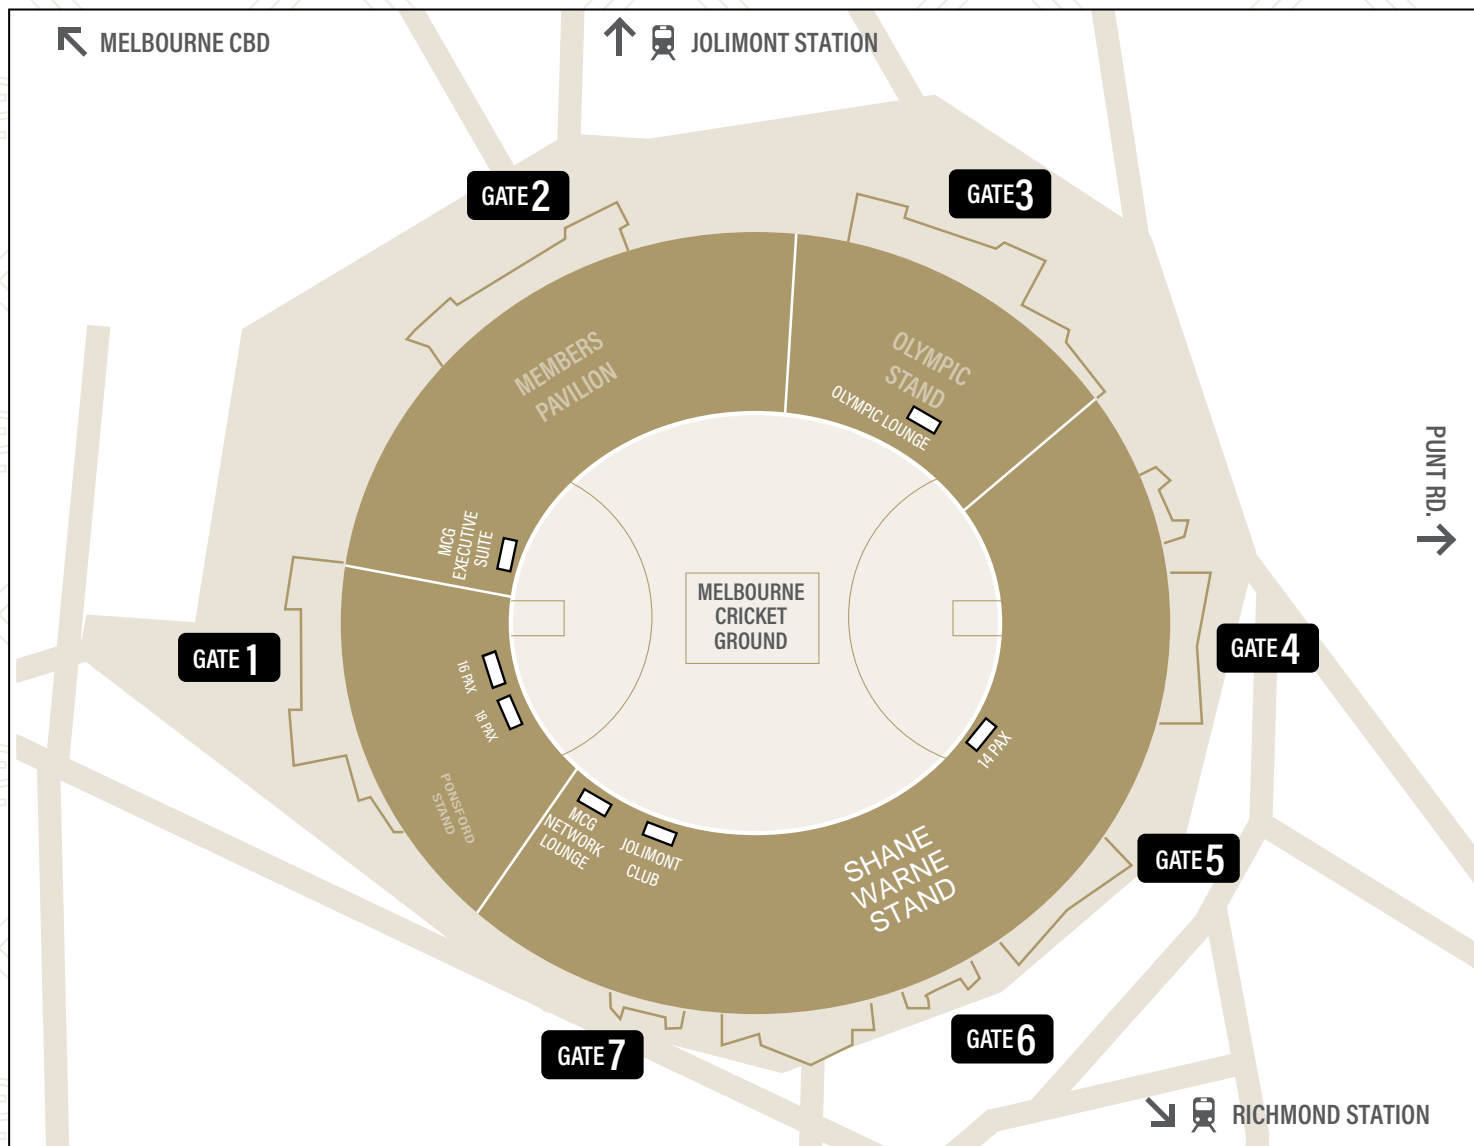 MELBOURNE CBD
JOLIMONT STATION
GATE 2
GATE 3
MEMBERS
PAVILION
OLYMPIC
STAND
OLYMPIC LOUNGE
PUNT RD.
MCG
EXECUTIVE
SUITE
MELBOURNE
CRICKET
GROUND
GATE 1
GATE 4
16 PAX
18 PAX
14 PAX
PONSFORD
STAND
MCG
NETWORK
LOUNGE
JOLIMONT
CLUB
SHANE
WARNE
STAND
GATE 5
GATE 6
GATE 7
RICHMOND STATION